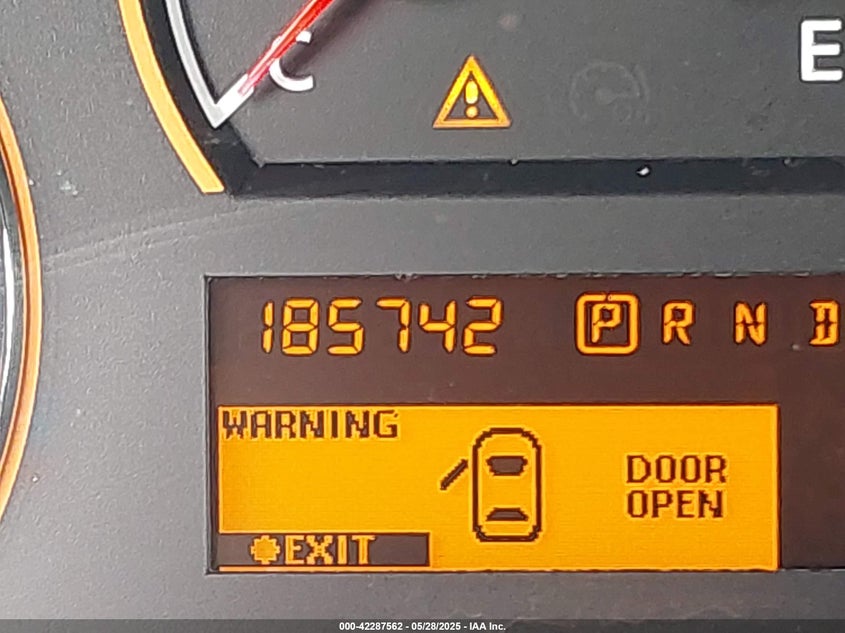 C
E
185742 P R N D
WARNING
DOOR
OPEN
EXIT
000-42287562 - 05/28/2025 - IAA Inc.